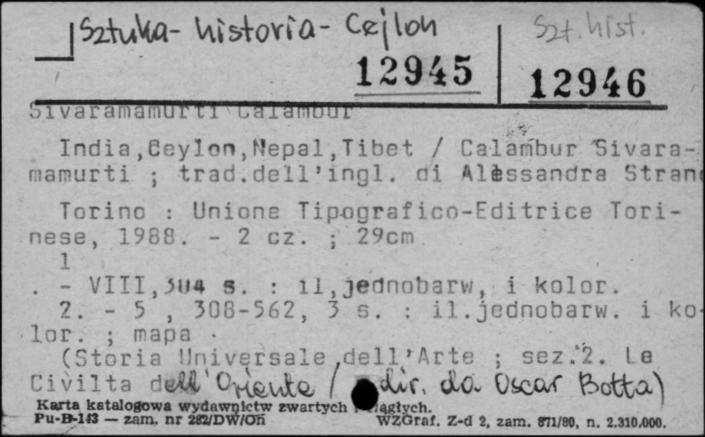 Sztuka - historia - Cejlon
Szt. hist.
12945
12946
Sivaramamurti Calambur
India,Ceylon,Nepal,Tibet / Calambur Sivara-
mamurti ; trad.dell'ingl. di Alessandra Stran
Torino : Unione Tipografico-Editrice Tori-
nese, 1988. - 2 cz. ; 29cm
1
. - VIII,304 s. : il,jednobarw, i kolor.
2. - 5 , 308-562, 3 s. : il.jednobarw. i ko-
lor. ; mapa .
(Storia Universale dell'Arte ; sez. 2. Le
Civilta dell'Oriente / dir. da Oscar Botta)
Karta katalogowa wydawnictw zwartych i ciągłych.
Pu-B-143 — zam. nr 282/DW/Oń
WZGraf. Z-d 2, zam. 871/80, n. 2.310.000.